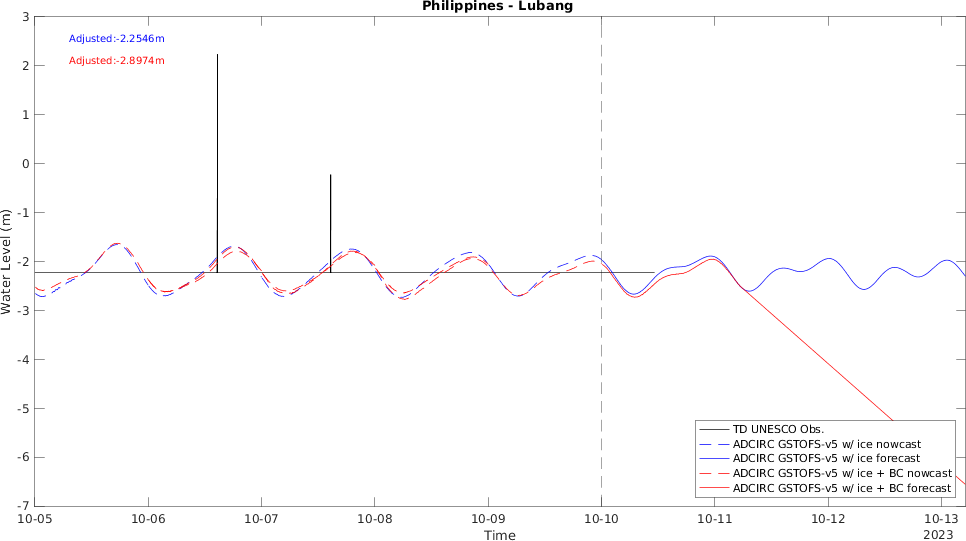 Philippines - Lubang
Adjusted:-2.2546m
Adjusted:-2.8974m
Water Level (m)
3
2
1
0
-1
-2
-3
-4
-5
-6
-7
10-05
10-06
10-07
10-08
10-09
10-10
10-11
10-12
10-13
2023
Time
TD UNESCO Obs.
ADCIRC GSTOFS-v5 w/ ice nowcast
ADCIRC GSTOFS-v5 w/ ice forecast
ADCIRC GSTOFS-v5 w/ ice + BC nowcast
ADCIRC GSTOFS-v5 w/ ice + BC forecast